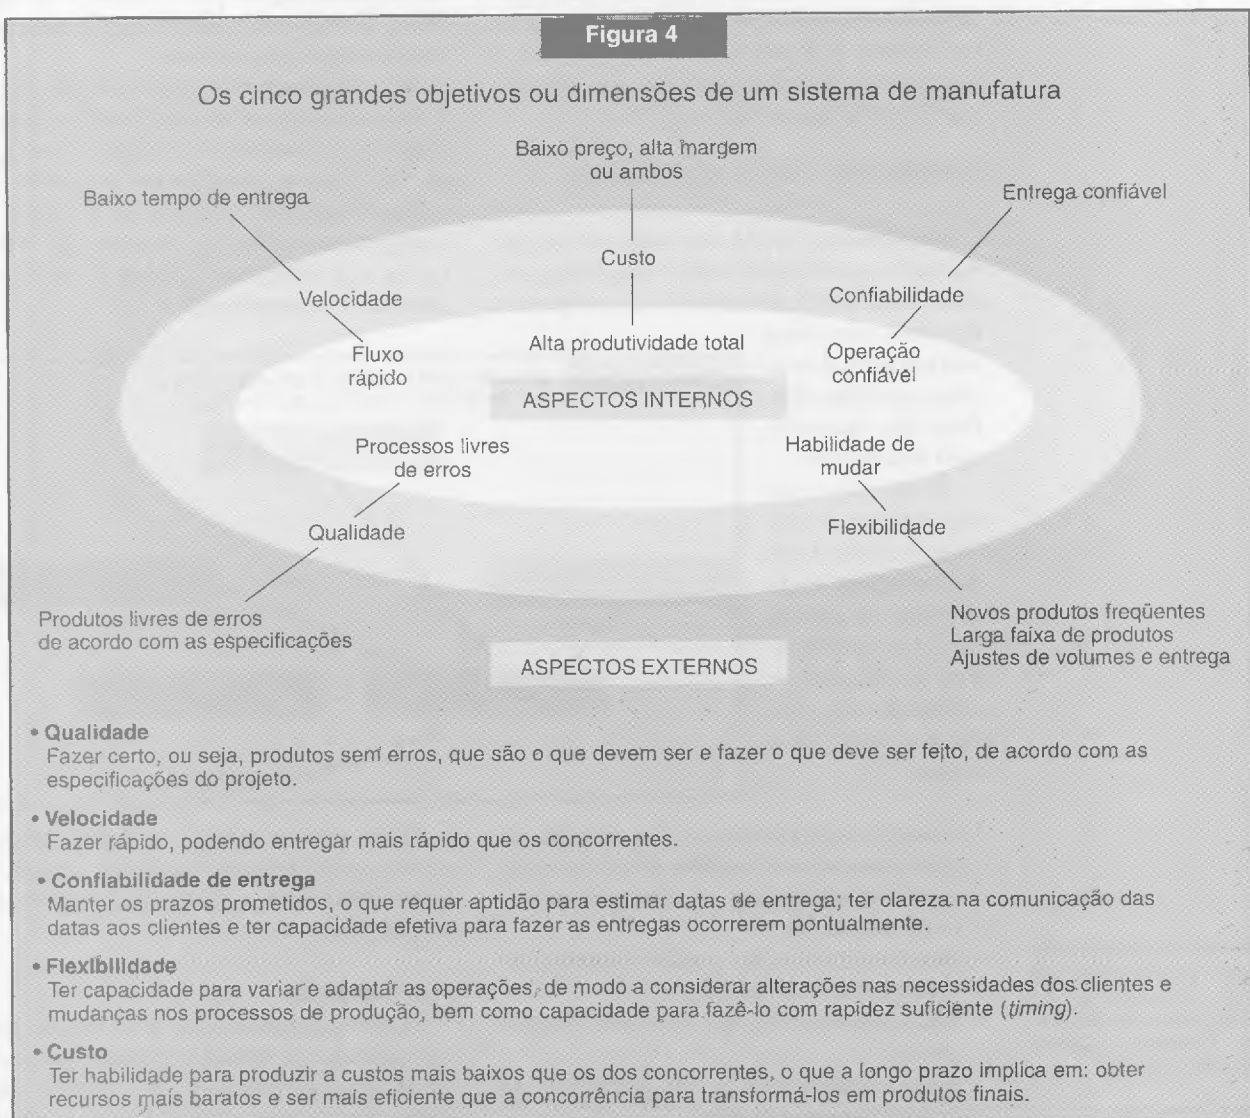 Figura 4
Os cinco grandes objetivos ou dimensões de um sistema de manufatura
Baixo preço, alta margem
ou ambos
Baixo tempo de entrega
Entrega confiável
Custo
Velocidade
Confiabilidade
Alta produtividade total
Fluxo
rápido
Operação
confiável
ASPECTOS INTERNOS
Processos livres
de erros
Habilidade de
mudar
Qualidade
Flexibilidade
Produtos livres de erros
de acordo com as especificações
Novos produtos freqüentes
Larga faixa de produtos
Ajustes de volumes e entrega
ASPECTOS EXTERNOS
• Qualidade
Fazer certo, ou seja, produtos sem erros, que são o que devem ser e fazer o que deve ser feito, de acordo com as
especificações do projeto.
• Velocidade
Fazer rápido, podendo entregar mais rápido que os concorrentes.
• Confiabilidade de entrega
Manter os prazos prometidos, o que requer aptidão para estimar datas de entrega; ter clareza na comunicação das
datas aos clientes e ter capacidade efetiva para fazer as entregas ocorrerem pontualmente.
• Flexibilidade
Ter capacidade para variar e adaptar as operações, de modo a considerar alterações nas necessidades dos clientes e
mudanças nos processos de produção, bem como capacidade para fazê-lo com rapidez suficiente (timing).
• Custo
Ter habilidade para produzir a custos mais baixos que os dos concorrentes, o que a longo prazo implica em: obter
recursos mais baratos e ser mais eficiente que a concorrência para transformá-los em produtos finais.